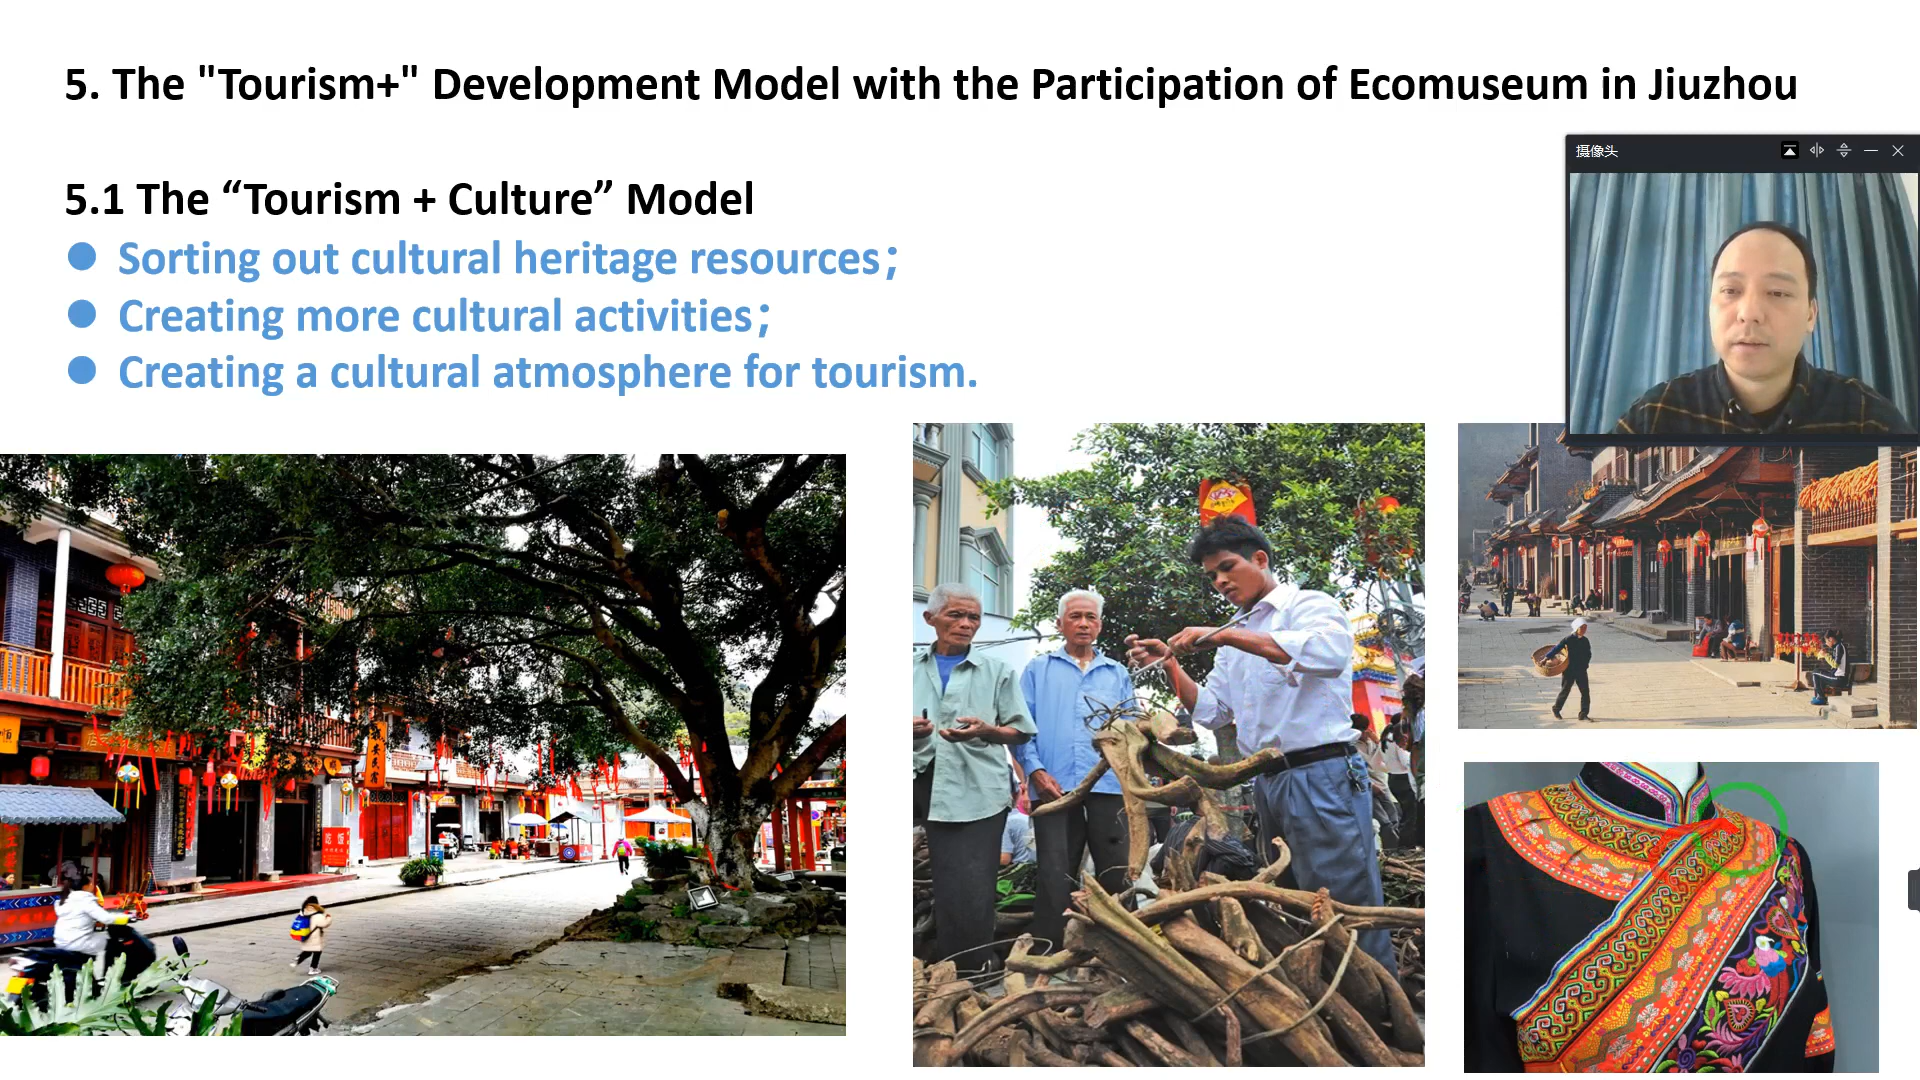 5. The "Tourism+" Development Model with the Participation of Ecomuseum in Jiuzhou
摄像头
5.1 The “Tourism + Culture” Model
Sorting out cultural heritage resources；
Creating more cultural activities；
Creating a cultural atmosphere for tourism.